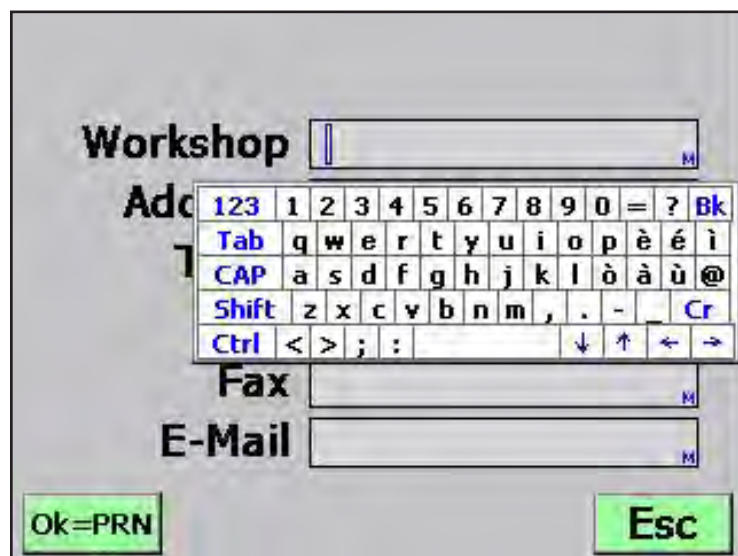 Workshop
M
Add
123 1 2 3 4 5 6 7 8 9 0 = ? Bk
Tab q w e r t y u i o p è é ì
T
CAP a s d f g h j k l ò à ù @
Shift z x c v b n m , . - _ Cr
Ctrl < > ; : ↓ ↑ ← →
Fax
M
E-Mail
M
Ok=PRN Esc